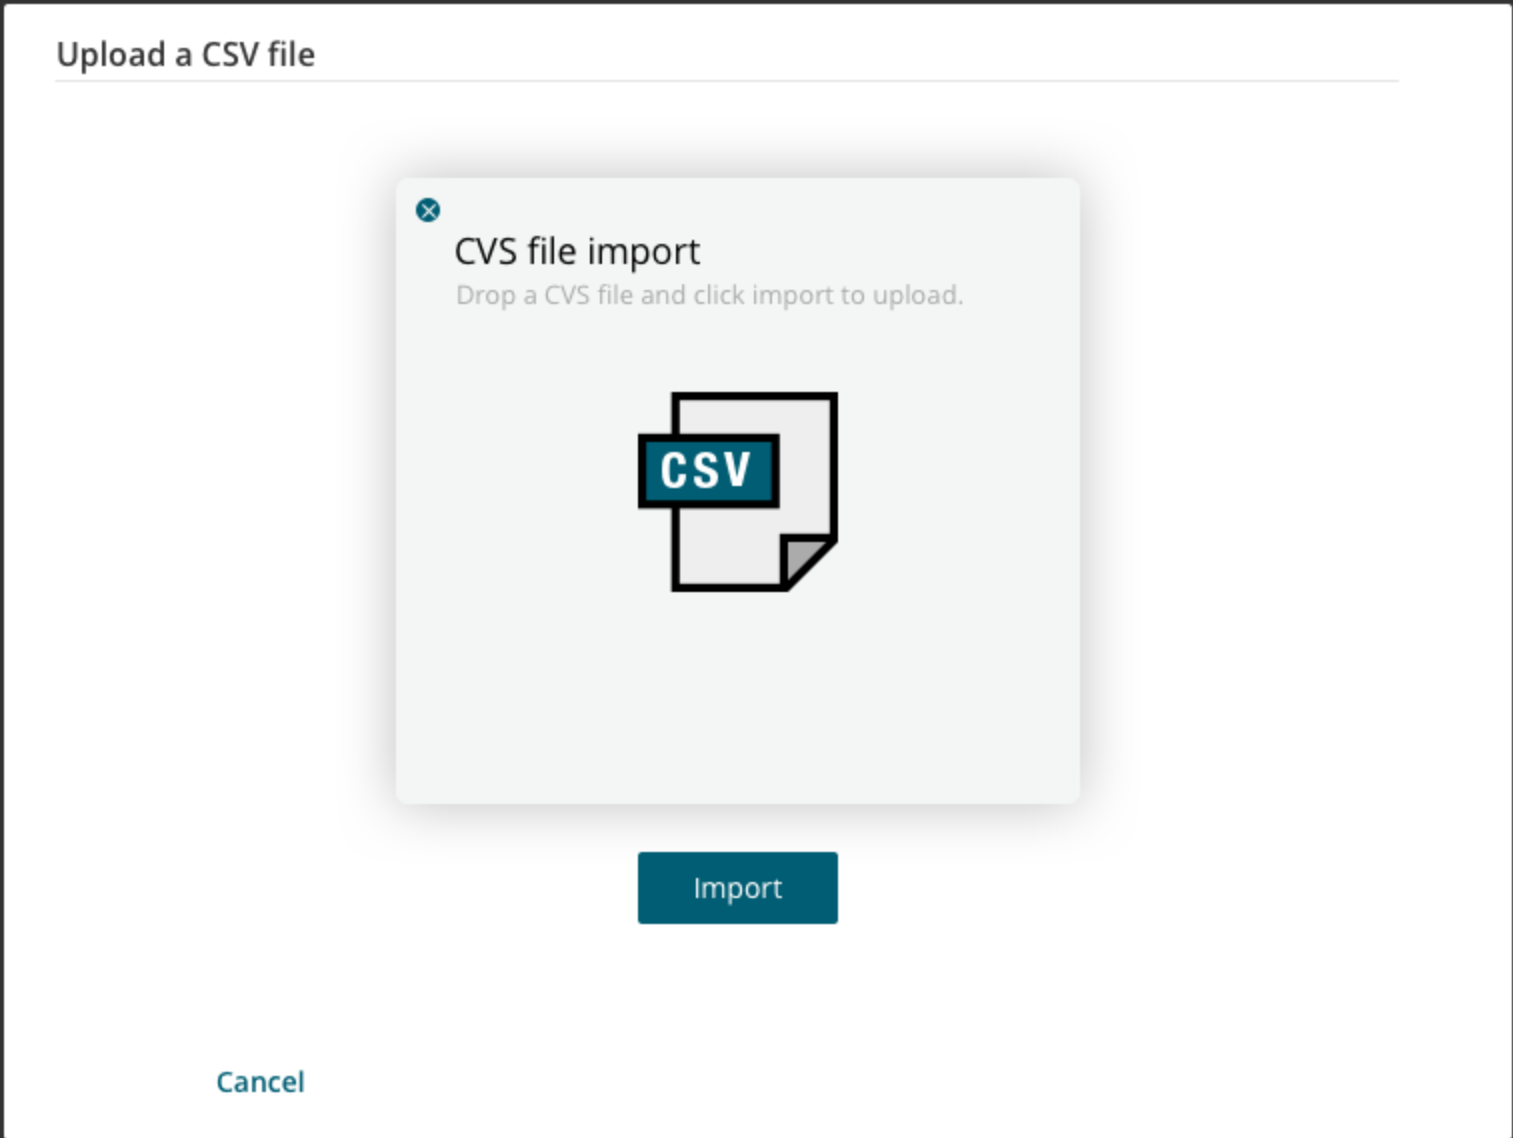 Upload a CSV file
CVS file import
Drop a CVS file and click import to upload.
CSV
Import
Cancel